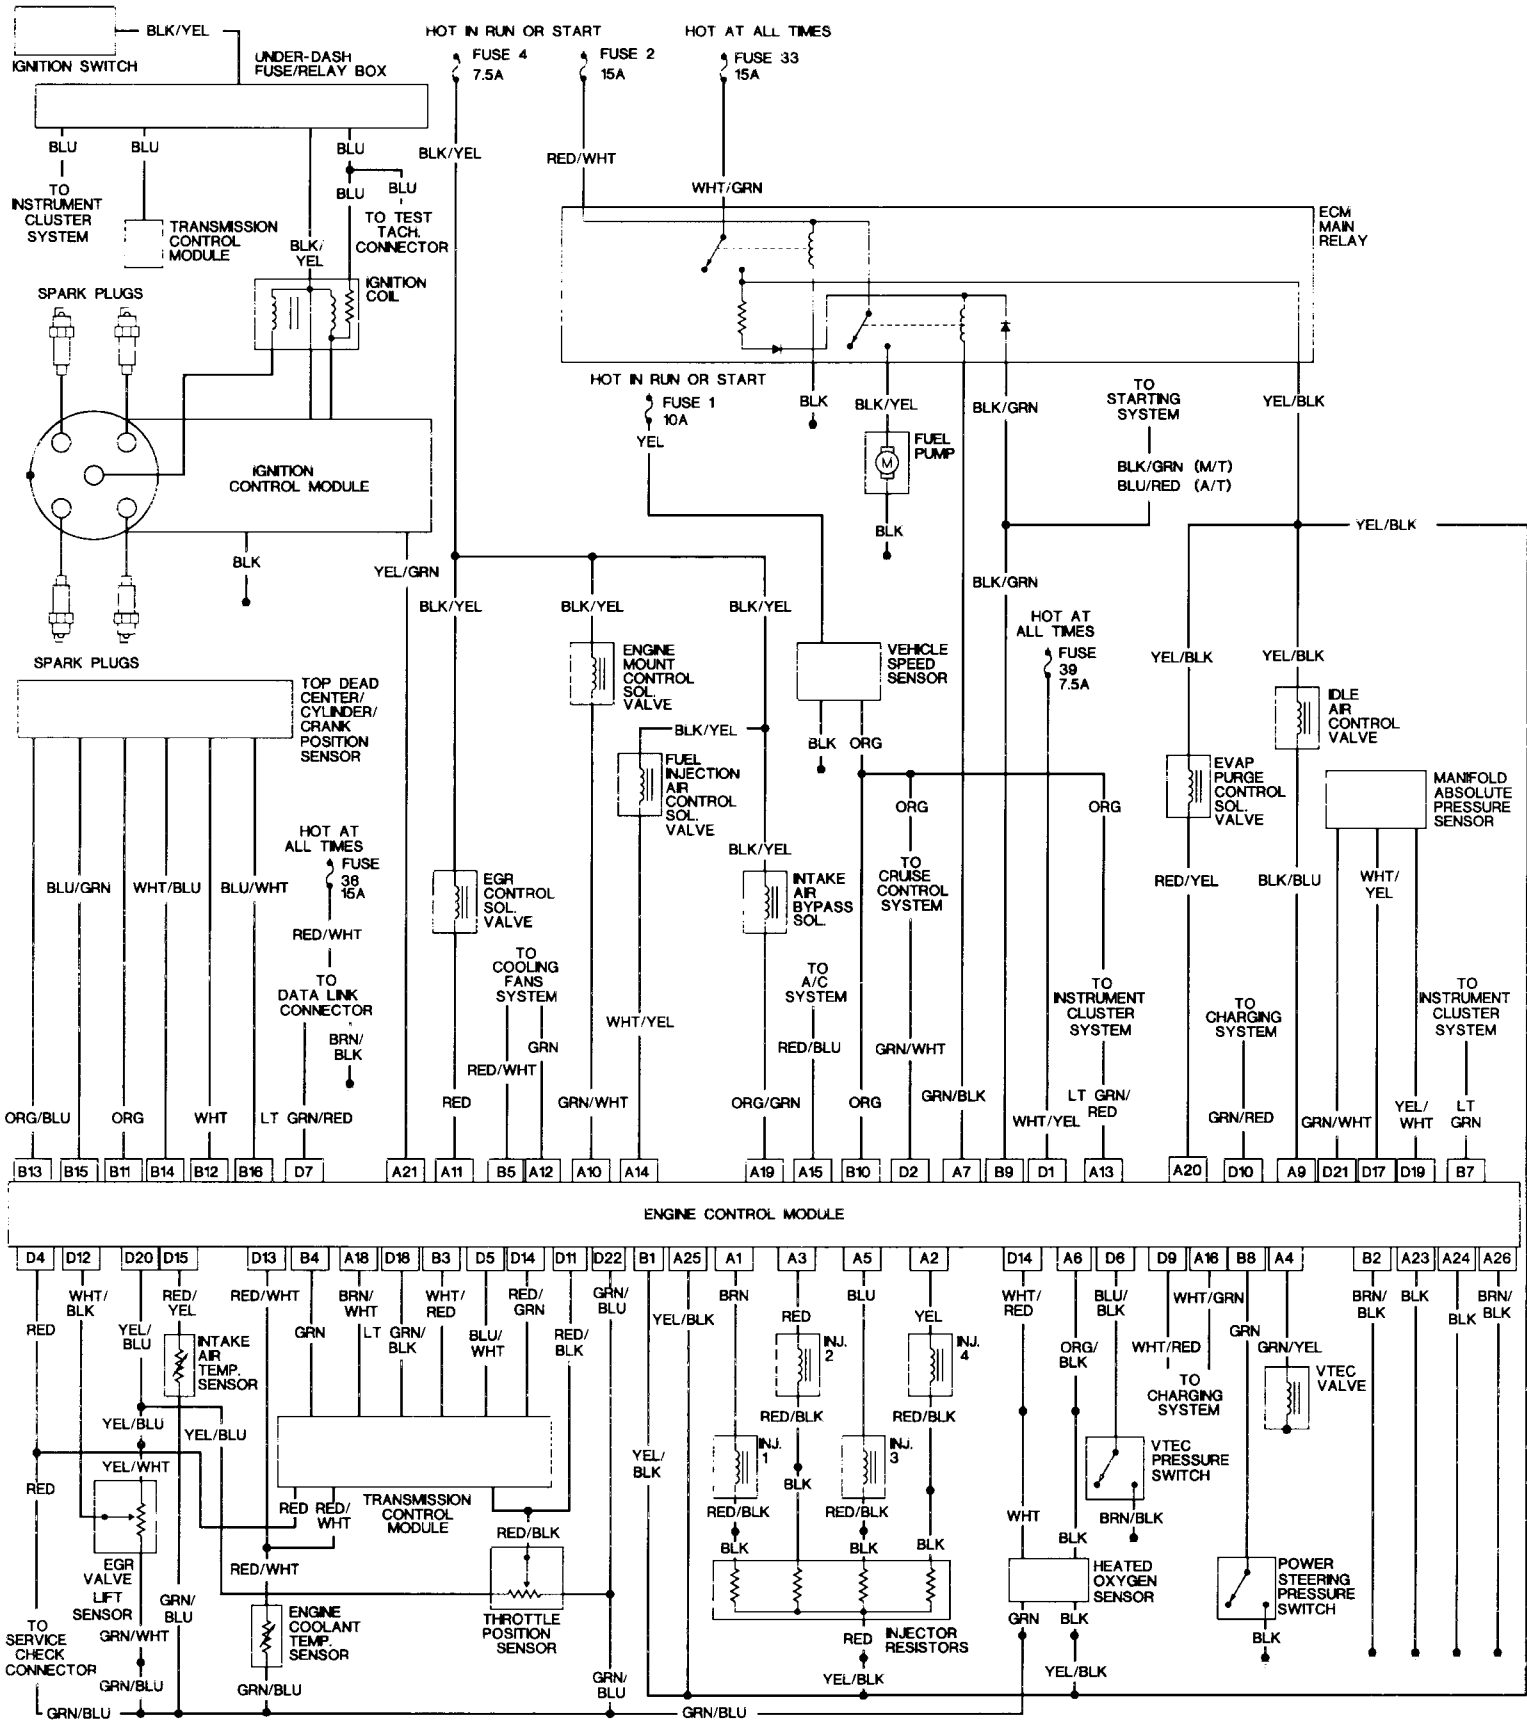 BLK/YEL
IGNITION SWITCH
UNDER-DASH
FUSE/RELAY BOX
HOT IN RUN OR START
FUSE 4
7.5A
FUSE 2
15A
HOT AT ALL TIMES
FUSE 33
15A
BLU
BLU
BLU
BLK/YEL
RED/WHT
WHT/GRN
TO
INSTRUMENT
CLUSTER
SYSTEM
TRANSMISSION
CONTROL
MODULE
BLU
BLU
TO TEST
TACH.
CONNECTOR
BLK/
YEL
IGNITION
COIL
ECM
MAIN
RELAY
SPARK PLUGS
HOT IN RUN OR START
FUSE 1
10A
YEL
BLK
BLK/YEL
BLK/GRN
TO
STARTING
SYSTEM
YEL/BLK
FUEL
PUMP
M
BLK/GRN (M/T)
BLU/RED (A/T)
IGNITION
CONTROL MODULE
BLK
YEL/BLK
BLK
YEL/GRN
BLK/YEL
BLK/YEL
BLK/YEL
BLK/GRN
SPARK PLUGS
HOT AT
ALL TIMES
FUSE
39
7.5A
YEL/BLK
YEL/BLK
ENGINE
MOUNT
CONTROL
SOL.
VALVE
VEHICLE
SPEED
SENSOR
IDLE
AIR
CONTROL
VALVE
TOP DEAD
CENTER/
CYLINDER/
CRANK
POSITION
SENSOR
BLK/YEL
BLK
ORG
FUEL
INJECTION
AIR
CONTROL
SOL.
VALVE
EVAP
PURGE
CONTROL
SOL.
VALVE
MANIFOLD
ABSOLUTE
PRESSURE
SENSOR
ORG
ORG
HOT AT
ALL TIMES
FUSE
38
15A
BLK/YEL
BLU/GRN
WHT/BLU
BLU/WHT
EGR
CONTROL
SOL.
VALVE
INTAKE
AIR
BYPASS
SOL.
TO
CRUISE
CONTROL
SYSTEM
RED/YEL
BLK/BLU
WHT/
YEL
RED/WHT
TO
DATA LINK
CONNECTOR
TO
COOLING
FANS
SYSTEM
TO
A/C
SYSTEM
TO
INSTRUMENT
CLUSTER
SYSTEM
TO
CHARGING
SYSTEM
TO
INSTRUMENT
CLUSTER
SYSTEM
BRN/
BLK
WHT/YEL
GRN
RED/WHT
RED/BLU
GRN/WHT
ORG/BLU
ORG
WHT
LT GRN/RED
RED
GRN/WHT
ORG/GRN
ORG
GRN/BLK
WHT/YEL
LT GRN/
RED
GRN/RED
GRN/WHT
YEL/
WHT
LT
GRN
B13 B15 B11 B14 B12 B16 D7 A21 A11 B5 A12 A10 A14 A19 A15 B10 D2 A7 B9 D1 A13 A20 D10 A9 D21 D17 D19 B7
ENGINE CONTROL MODULE
D4 D12 D20 D15 D13 B4 A18 D18 B3 D5 D14 D11 D22 B1 A25 A1 A3 A5 A2 D14 A6 D6 D9 A16 B8 A4 B2 A23 A24 A26
RED
WHT/
BLK
YEL/
BLU
RED/
YEL
RED/WHT
GRN
BRN/
WHT
LT GRN/
BLK
WHT/
RED
BLU/
WHT
RED/
GRN
RED/
BLK
GRN/
BLU
YEL/BLK
BRN
RED
BLU
YEL
WHT/
RED
ORG/
BLK
BLU/
BLK
WHT/RED
WHT/GRN
GRN
GRN/YEL
BRN/
BLK
BLK
BLK
BRN/
BLK
INTAKE
AIR
TEMP.
SENSOR
INJ.
2
INJ.
4
TO
CHARGING
SYSTEM
VTEC
VALVE
YEL/BLU
YEL/BLU
RED/BLK
RED/BLK
YEL/WHT
RED
YEL/
BLK
INJ.
1
INJ.
3
VTEC
PRESSURE
SWITCH
BLK
RED
RED/
WHT
TRANSMISSION
CONTROL
MODULE
RED/BLK
RED/BLK
RED/BLK
WHT
BRN/BLK
BLK
BLK
BLK
BLK
EGR
VALVE
LIFT
SENSOR
RED/WHT
HEATED
OXYGEN
SENSOR
POWER
STEERING
PRESSURE
SWITCH
GRN/
BLU
ENGINE
COOLANT
TEMP.
SENSOR
THROTTLE
POSITION
SENSOR
TO
SERVICE
CHECK
CONNECTOR
GRN/WHT
RED
INJECTOR
RESISTORS
GRN
BLK
BLK
GRN/BLU
GRN/BLU
GRN/
BLU
YEL/BLK
YEL/BLK
GRN/BLU
GRN/BLU